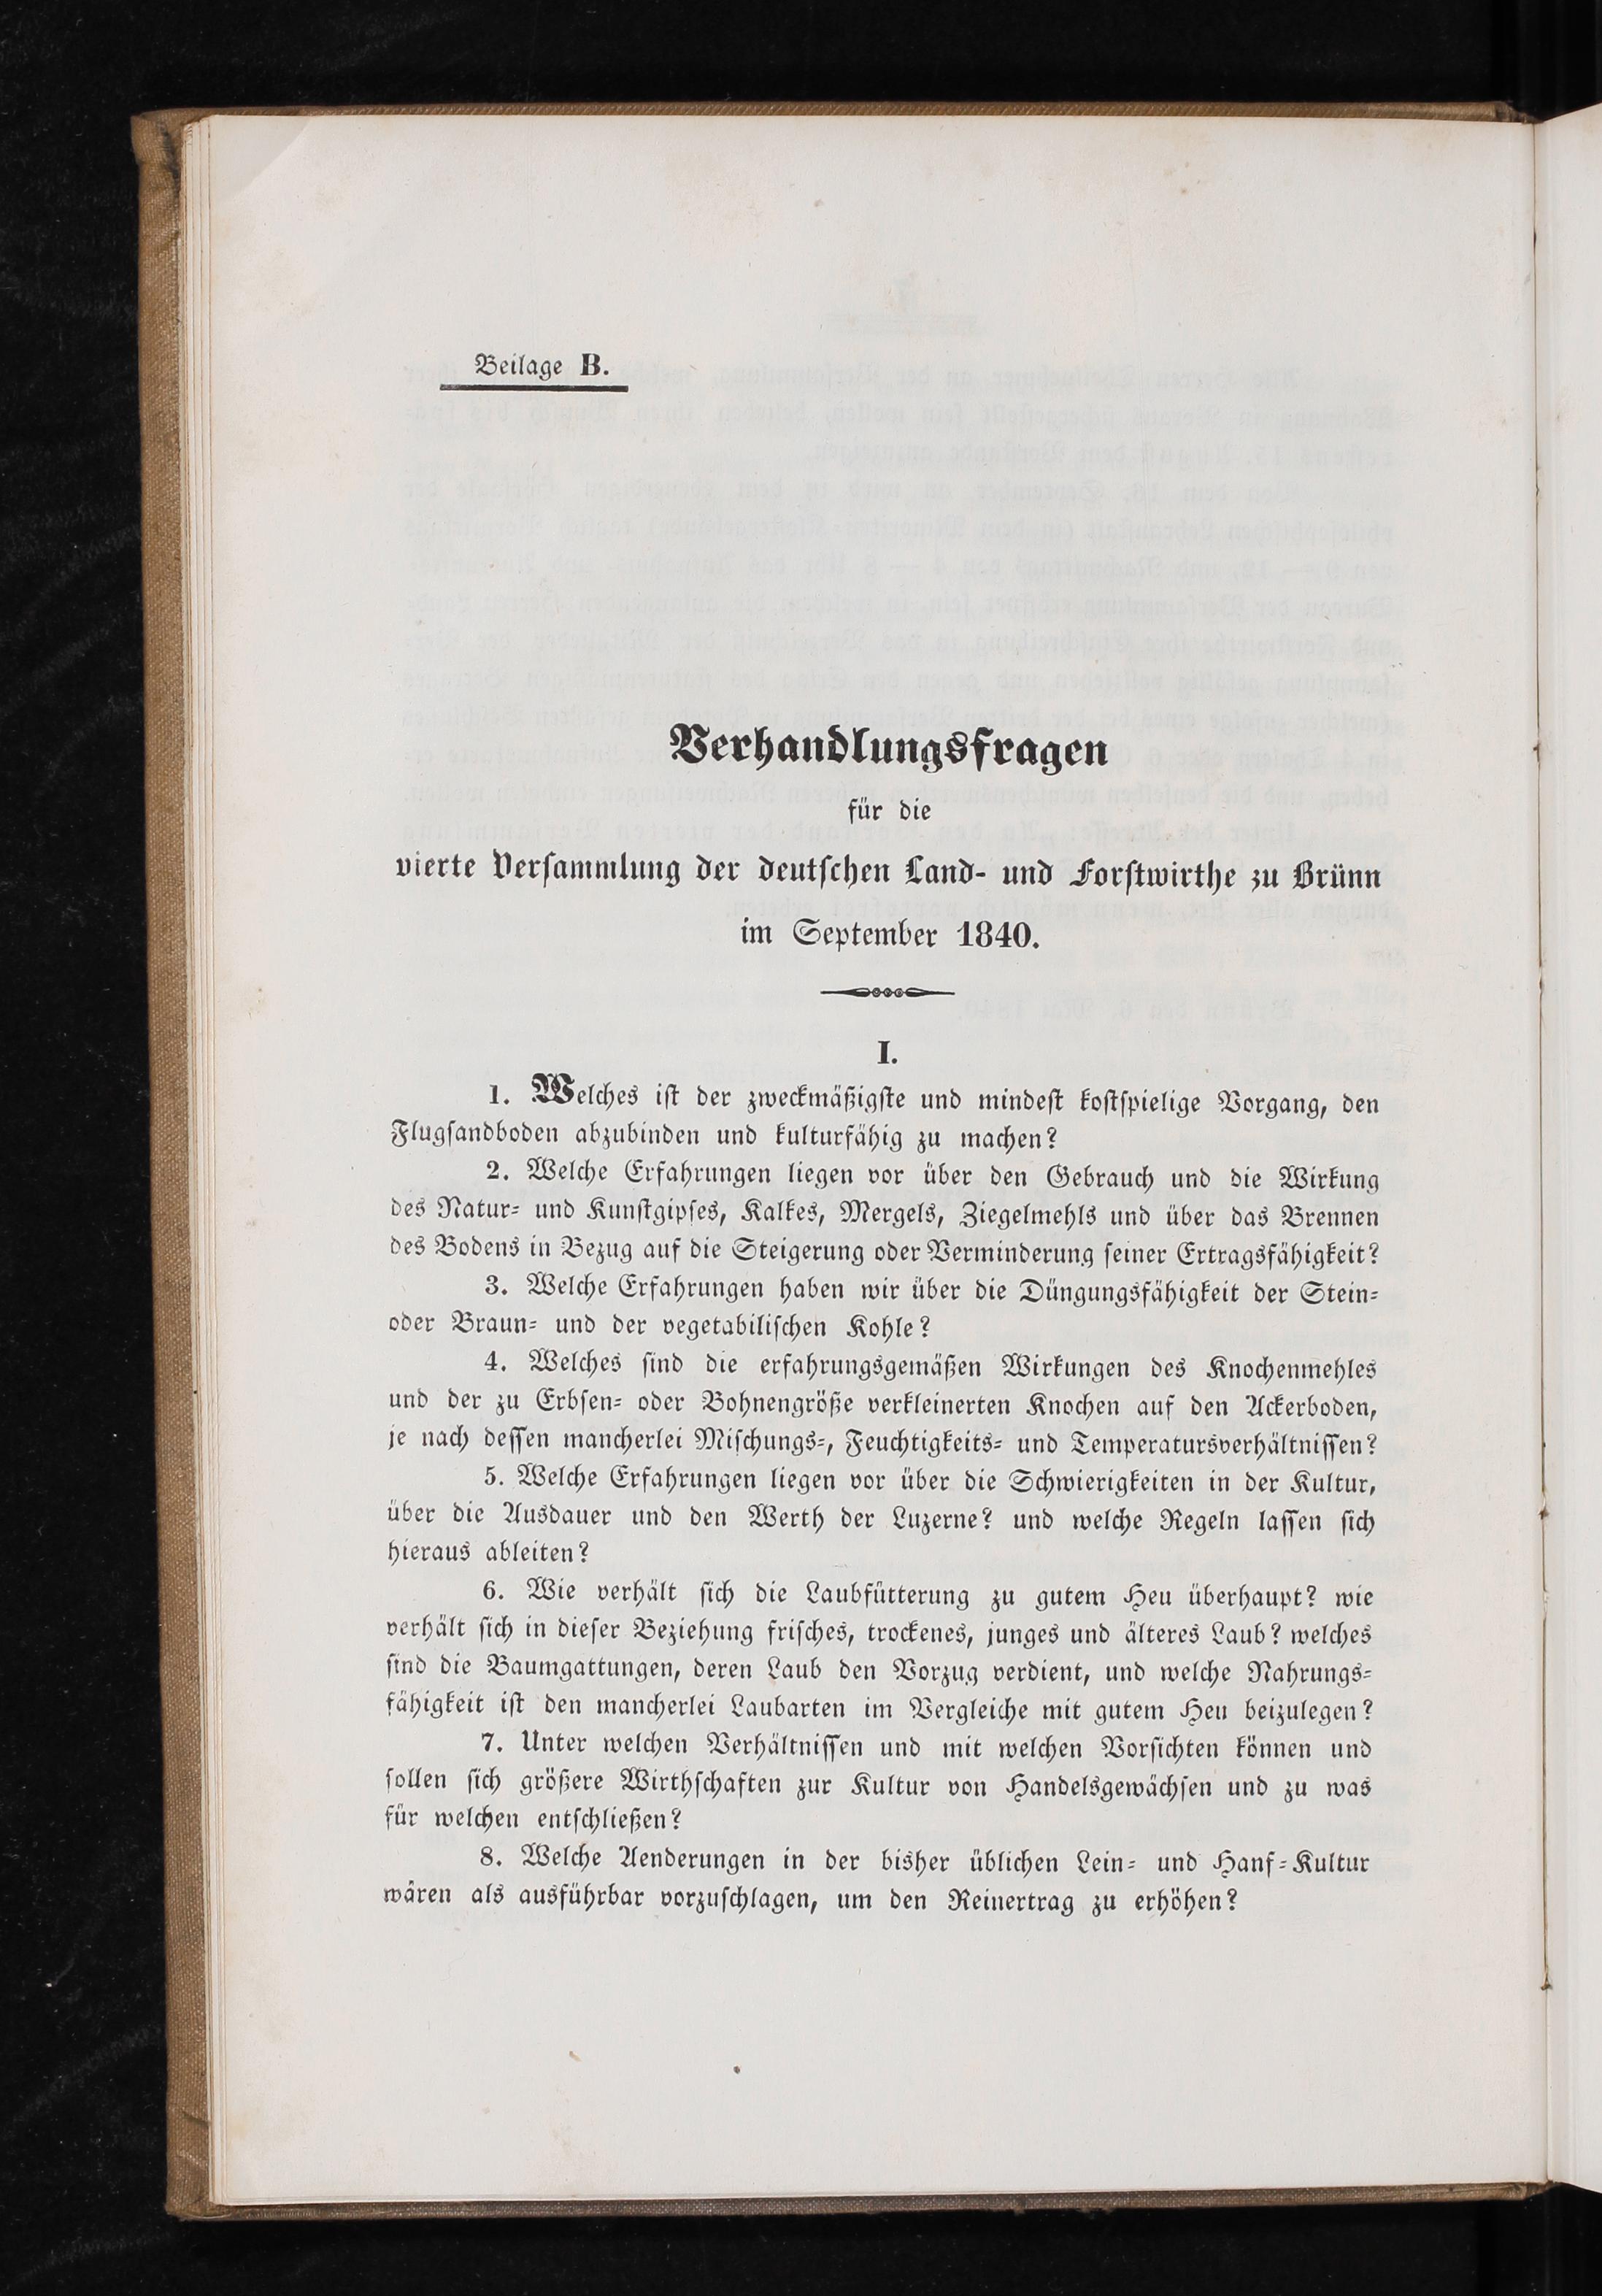 Beilage B.
Verhandlungsfragen
für die
vierte Versammlung der deutschen Land- und Forstwirthe zu Brünn
im September 1840.
I.
1. Welches ist der zweckmäßigste und mindest kostspielige Vorgang, den
Flugsandboden abzubinden und kulturfähig zu machen?
2. Welche Erfahrungen liegen vor über den Gebrauch und die Wirkung
des Natur- und Kunstgipses, Kalkes, Mergels, Ziegelmehls und über das Brennen
des Bodens in Bezug auf die Steigerung oder Verminderung seiner Ertragsfähigkeit?
3. Welche Erfahrungen haben wir über die Düngungsfähigkeit der Stein-
oder Braun- und der vegetabilischen Kohle?
4. Welches sind die erfahrungsgemäßen Wirkungen des Knochenmehles
und der zu Erbsen- oder Bohnengröße verkleinerten Knochen auf den Ackerboden,
je nach dessen mancherlei Mischungs-, Feuchtigkeits- und Temperatursverhältnissen?
5. Welche Erfahrungen liegen vor über die Schwierigkeiten in der Kultur,
über die Ausdauer und den Werth der Luzerne? und welche Regeln lassen sich
hieraus ableiten?
6. Wie verhält sich die Laubfütterung zu gutem Heu überhaupt? wie
verhält sich in dieser Beziehung frisches, trockenes, junges und älteres Laub? welches
sind die Baumgattungen, deren Laub den Vorzug verdient, und welche Nahrungs-
fähigkeit ist den mancherlei Laubarten im Vergleiche mit gutem Heu beizulegen?
7. Unter welchen Verhältnissen und mit welchen Vorsichten können und
sollen sich größere Wirthschaften zur Kultur von Handelsgewächsen und zu was
für welchen entschließen?
8. Welche Aenderungen in der bisher üblichen Lein- und Hanf-Kultur
wären als ausführbar vorzuschlagen, um den Reinertrag zu erhöhen?